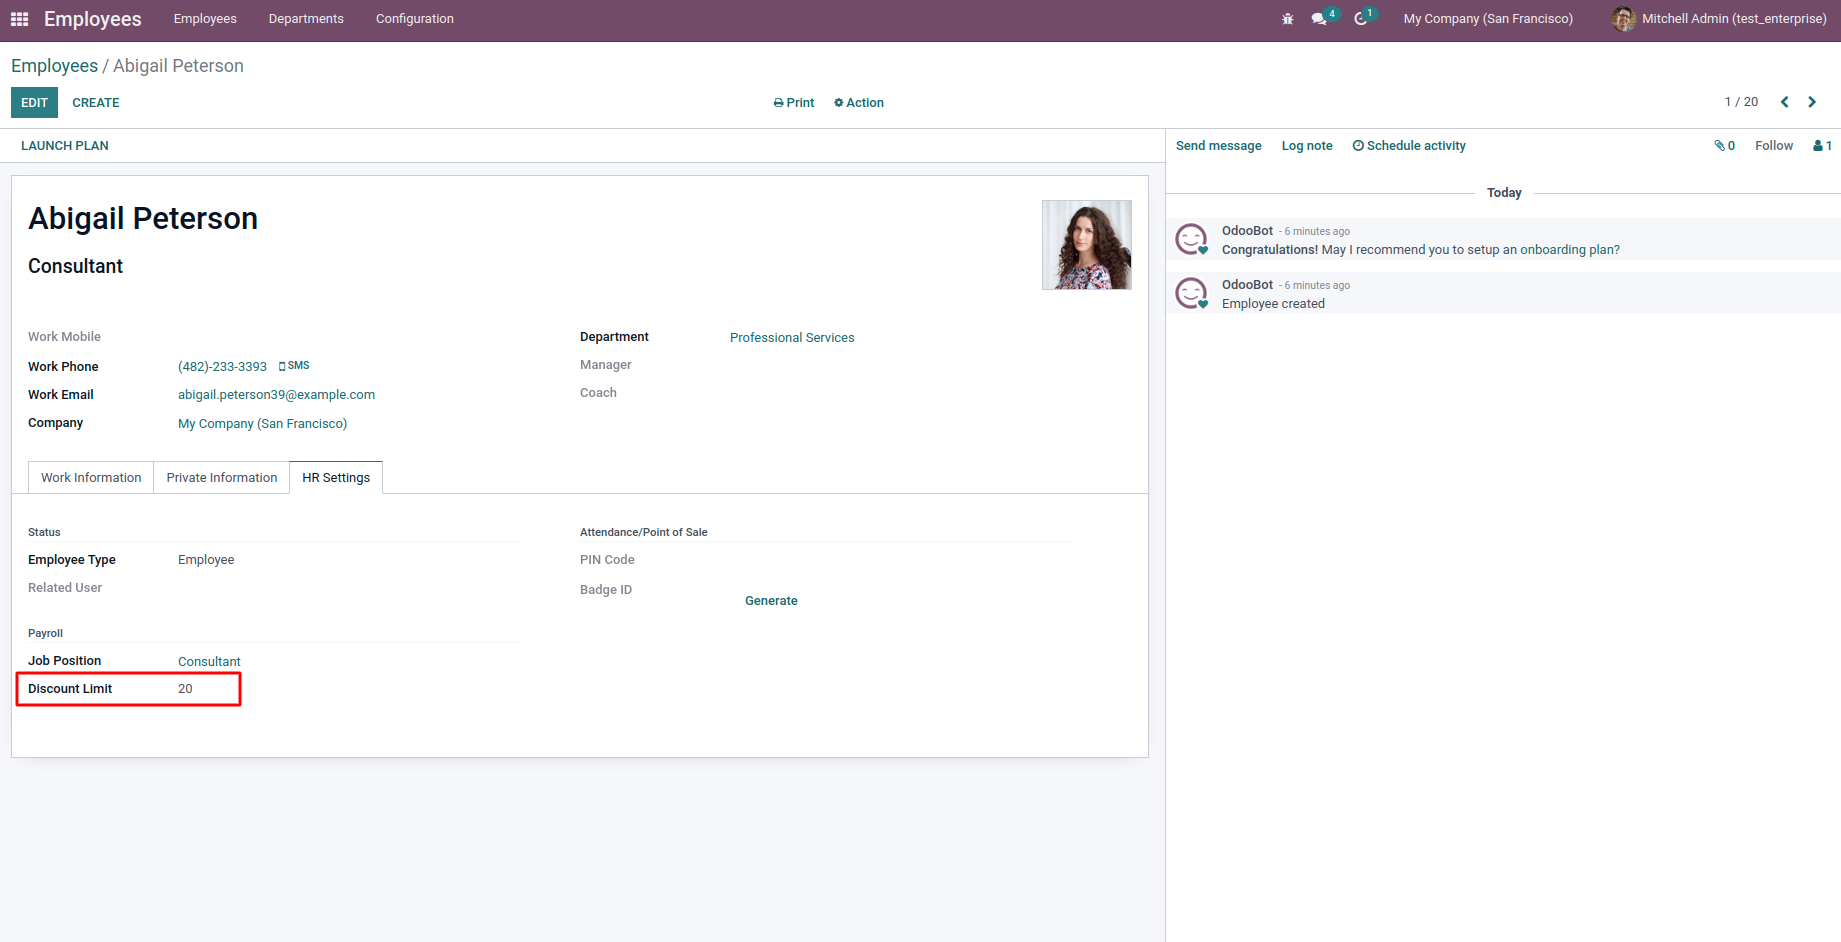 Employees Employees Departments Configuration 4 1 My Company (San Francisco) Mitchell Admin (test_enterprise)
Employees / Abigail Peterson
EDIT CREATE Print Action 1 / 20
LAUNCH PLAN
Send message Log note Schedule activity 0 Follow 1
Today
OdooBot - 6 minutes ago
Congratulations! May I recommend you to setup an onboarding plan?
OdooBot - 6 minutes ago
Employee created
Abigail Peterson
Consultant
Work Mobile
Work Phone (482)-233-3393 SMS
Work Email abigail.peterson39@example.com
Company My Company (San Francisco)
Department Professional Services
Manager
Coach
Work Information Private Information HR Settings
Status
Employee Type Employee
Related User
Attendance/Point of Sale
PIN Code
Badge ID
Generate
Payroll
Job Position Consultant
Discount Limit 20